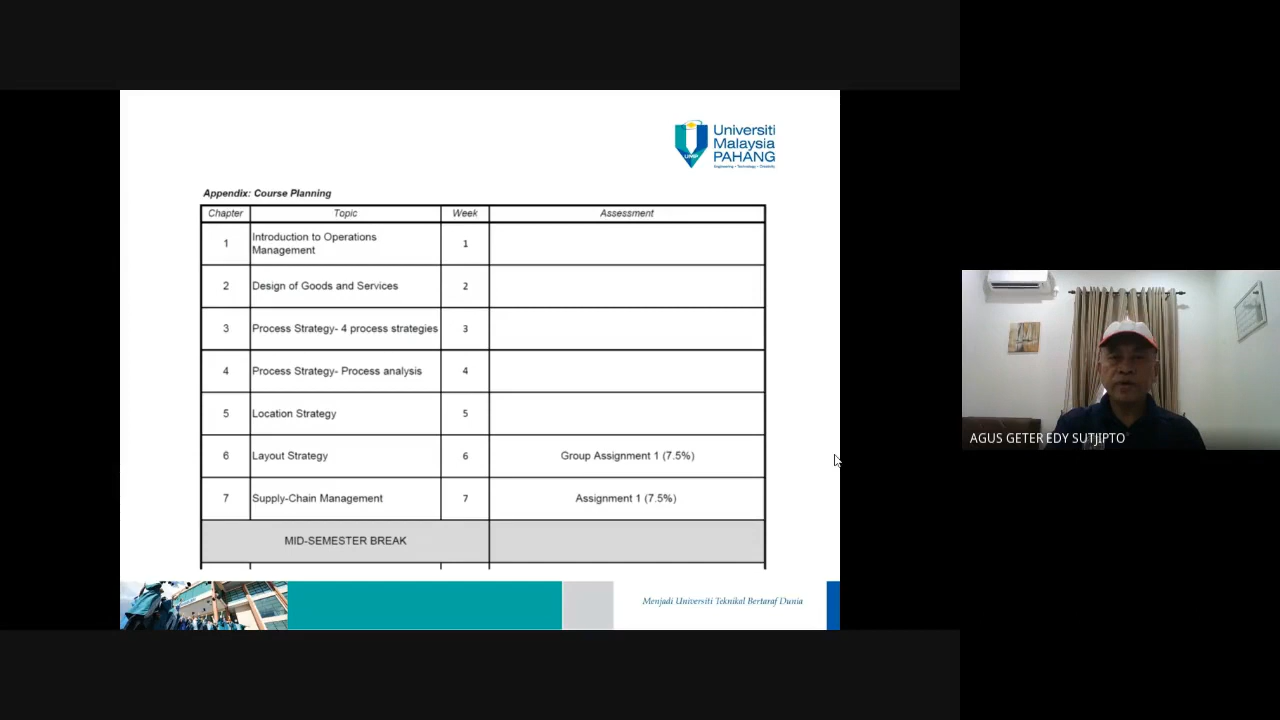 Universiti
Malaysia
PAHANG
Engineering • Technology • Creativity
UMP
Appendix: Course Planning
Chapter Topic Week Assessment
1 Introduction to Operations Management 1
2 Design of Goods and Services 2
3 Process Strategy- 4 process strategies 3
4 Process Strategy- Process analysis 4
5 Location Strategy 5
6 Layout Strategy 6 Group Assignment 1 (7.5%)
7 Supply-Chain Management 7 Assignment 1 (7.5%)
MID-SEMESTER BREAK
Menjadi Universiti Teknikal Bertaraf Dunia
AGUS GETER EDY SUTJIPTO